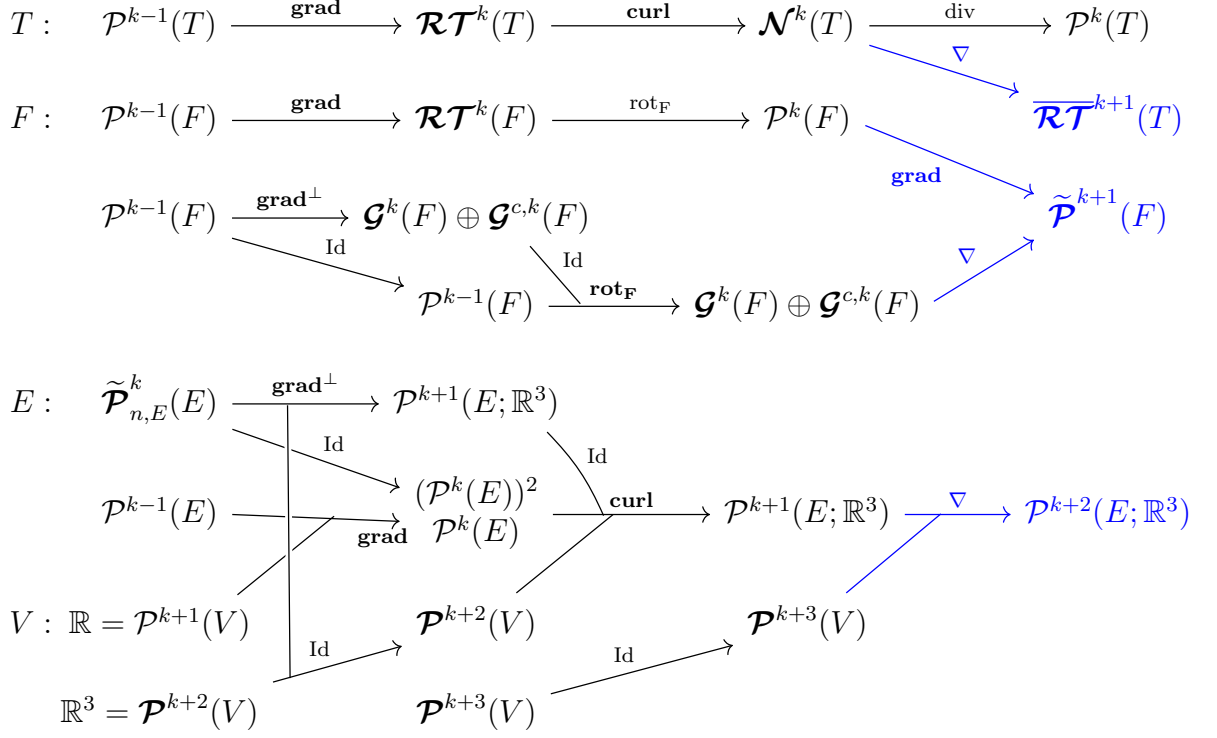 grad curl div
T : 𝒫^{k−1}(T) 𝓡𝓣^k(T) 𝓝^k(T) 𝒫^k(T)
∇
grad rot_F
F : 𝒫^{k−1}(F) 𝓡𝓣^k(F) 𝒫^k(F) \overline{𝓡𝓣}^{k+1}(T)
grad
grad^⊥
𝒫^{k−1}(F) 𝓖^k(F) ⊕ 𝓖^{c,k}(F) \widetilde{𝓟}^{k+1}(F)
Id Id ∇
rot_F
𝒫^{k−1}(F) 𝓖^k(F) ⊕ 𝓖^{c,k}(F)
grad^⊥
E : \widetilde{𝓟}^k_{n,E}(E) 𝒫^{k+1}(E; ℝ^3)
Id Id
(𝒫^k(E))^2
curl ∇
𝒫^{k−1}(E) 𝒫^{k+1}(E; ℝ^3) 𝒫^{k+2}(E; ℝ^3)
grad 𝒫^k(E)
V : ℝ = 𝒫^{k+1}(V) 𝓟^{k+2}(V) 𝓟^{k+3}(V)
Id Id
ℝ^3 = 𝓟^{k+2}(V) 𝓟^{k+3}(V)